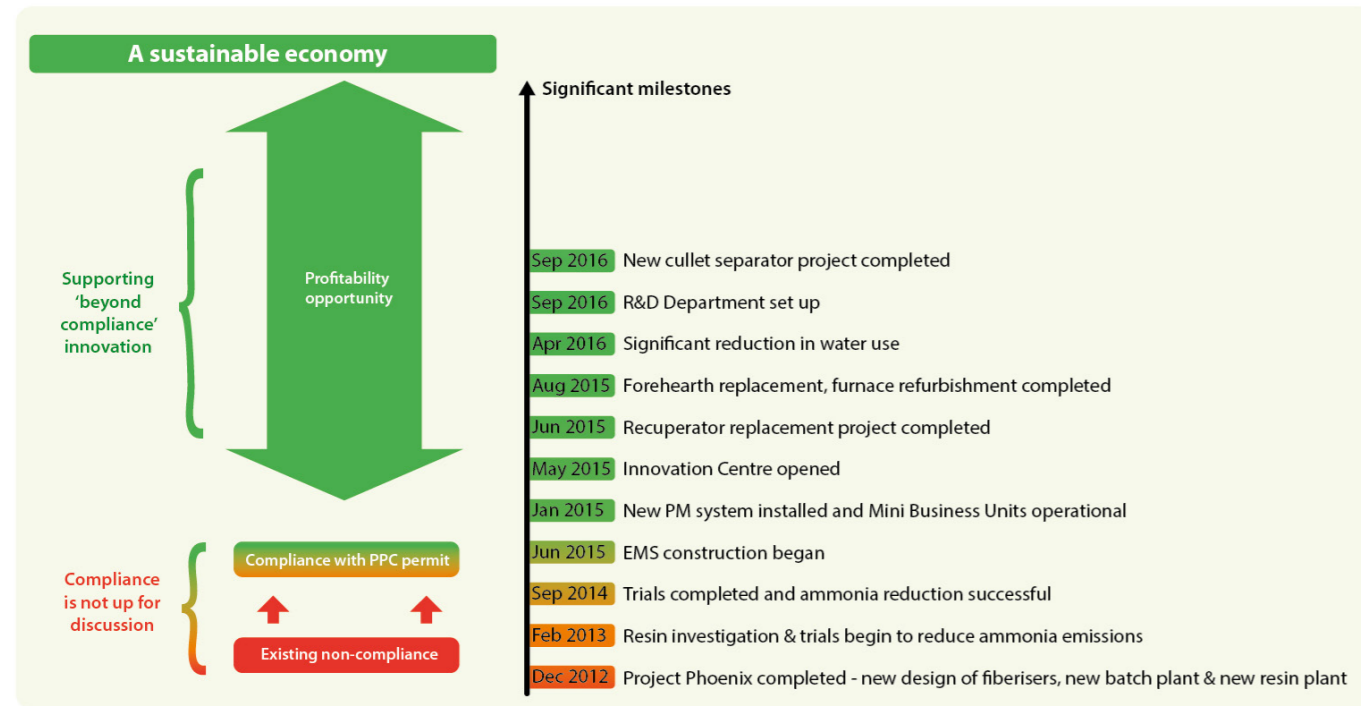 A sustainable economy
Supporting
‘beyond
compliance’
innovation
Profitability
opportunity
Compliance
is not up for
discussion
Compliance with PPC permit
Existing non-compliance
Significant milestones
Sep 2016 New cullet separator project completed
Sep 2016 R&D Department set up
Apr 2016 Significant reduction in water use
Aug 2015 Forehearth replacement, furnace refurbishment completed
Jun 2015 Recuperator replacement project completed
May 2015 Innovation Centre opened
Jan 2015 New PM system installed and Mini Business Units operational
Jun 2015 EMS construction began
Sep 2014 Trials completed and ammonia reduction successful
Feb 2013 Resin investigation & trials begin to reduce ammonia emissions
Dec 2012 Project Phoenix completed - new design of fiberisers, new batch plant & new resin plant